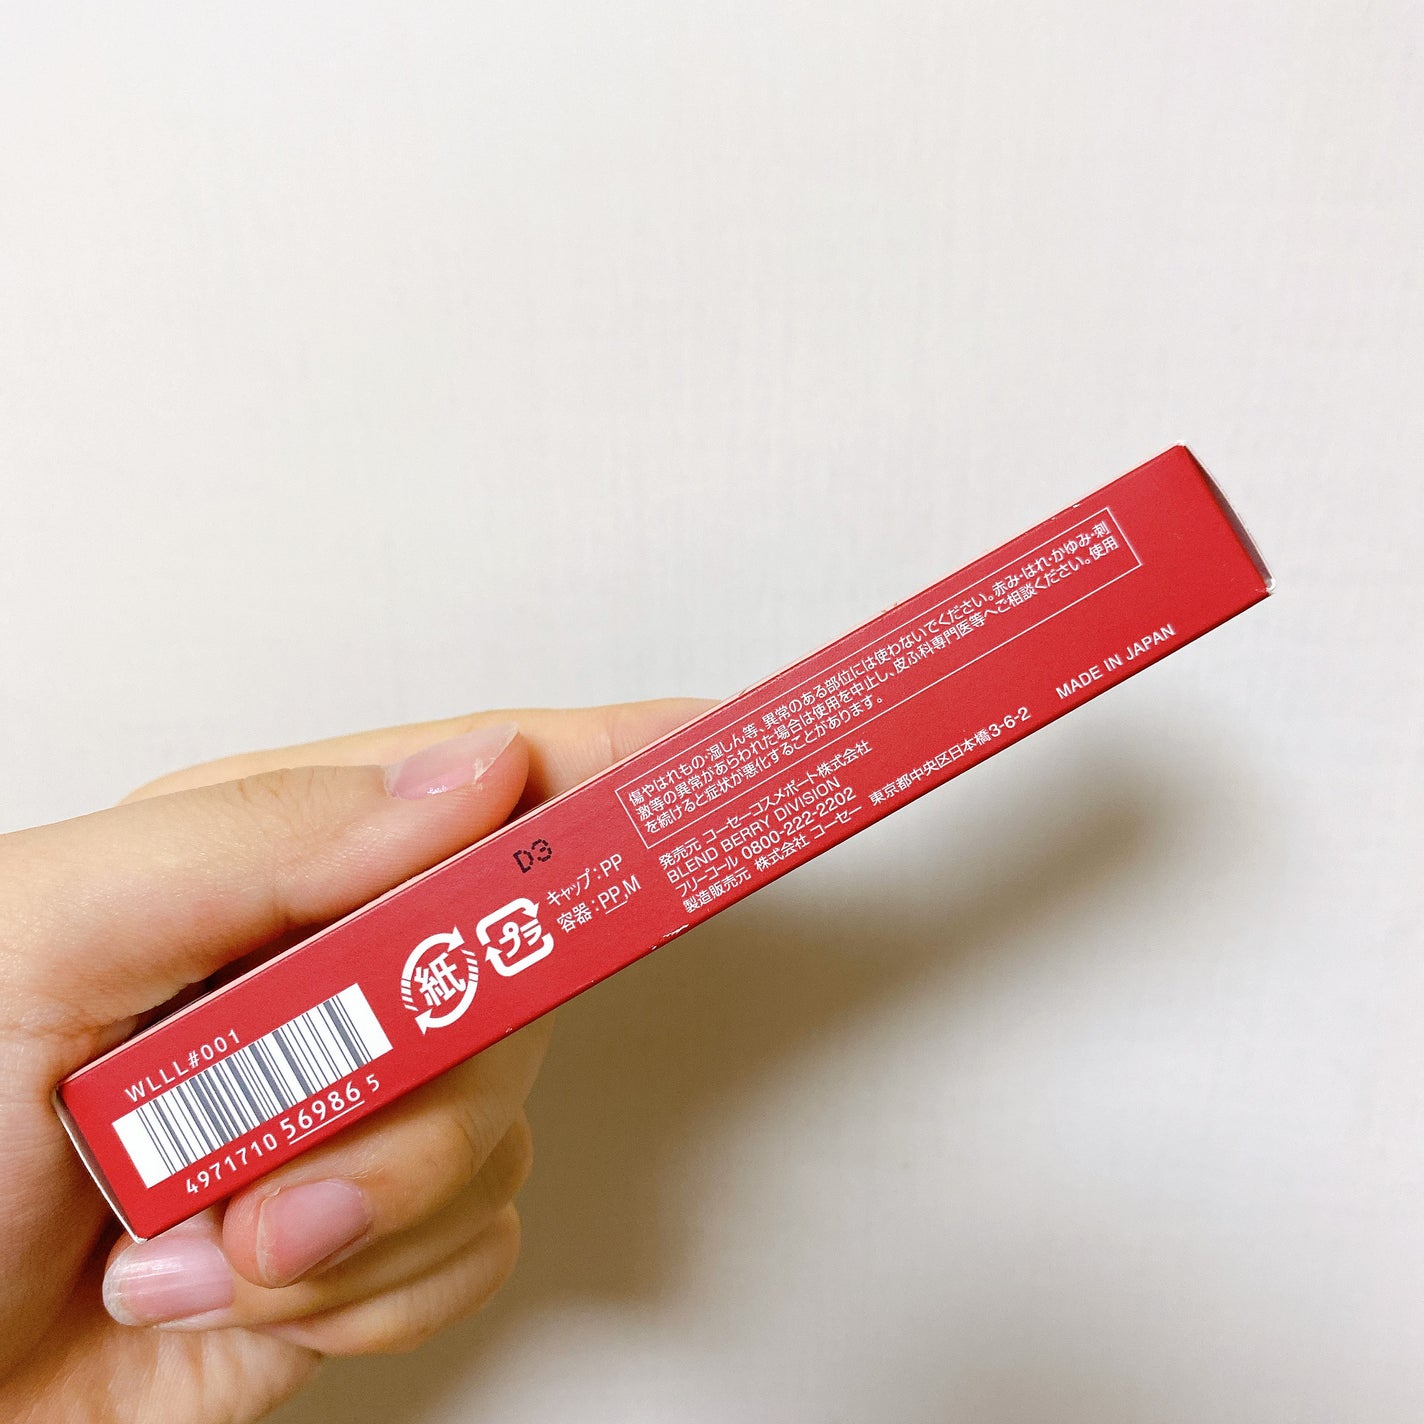 傷やはれもの・湿しん等、異常のある部位には使わないでください。赤み・はれ・かゆみ・刺
激等の異常があらわれた場合は使用を中止し、皮ふ科専門医等へご相談ください。使用
を続けると症状が悪化することがあります。
発売元 コーセーコスメポート株式会社
BLEND BERRY DIVISION
フリーコール 0800-222-2202
製造販売元 株式会社 コーセー 東京都中央区日本橋3-6-2
MADE IN JAPAN
D3
キャップ：PP
容器：PP,M
プラ
紙
WLLL#001
4971710 56986 5